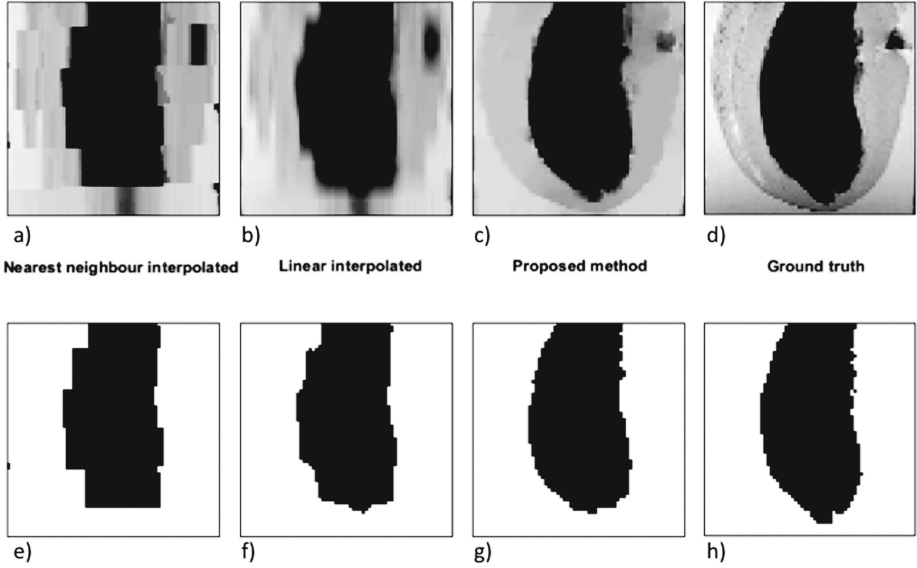 a) b) c) d)
Nearest neighbour interpolated Linear interpolated Proposed method Ground truth
e) f) g) h)